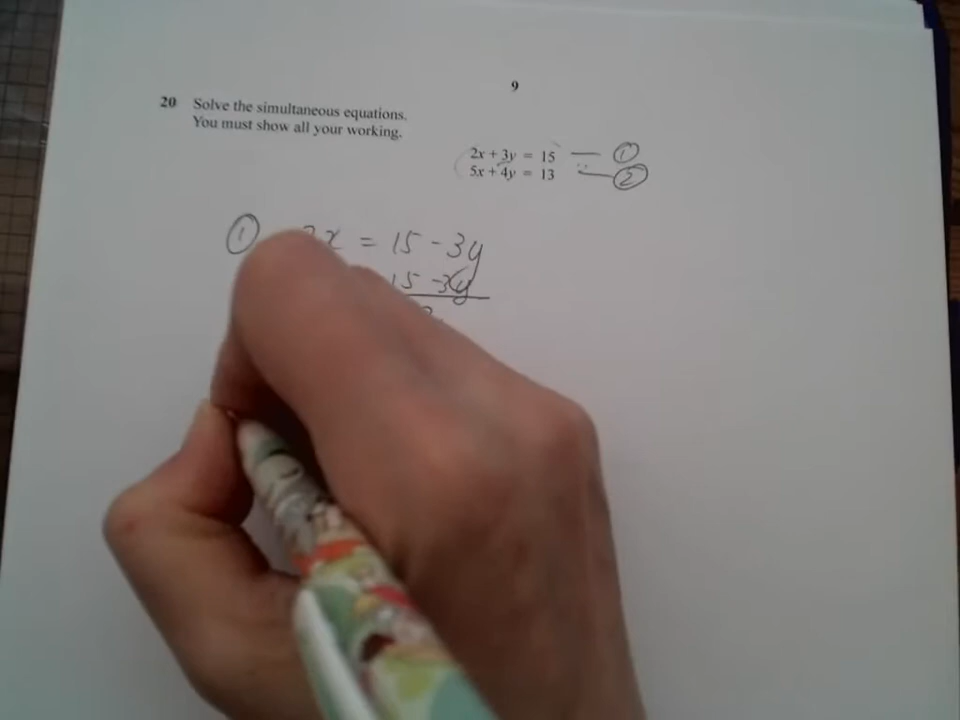 9
20 Solve the simultaneous equations.
You must show all your working.
2x + 3y = 15 — ①
5x + 4y = 13 — ②
① 2x = 15 - 3y
15 - 3y